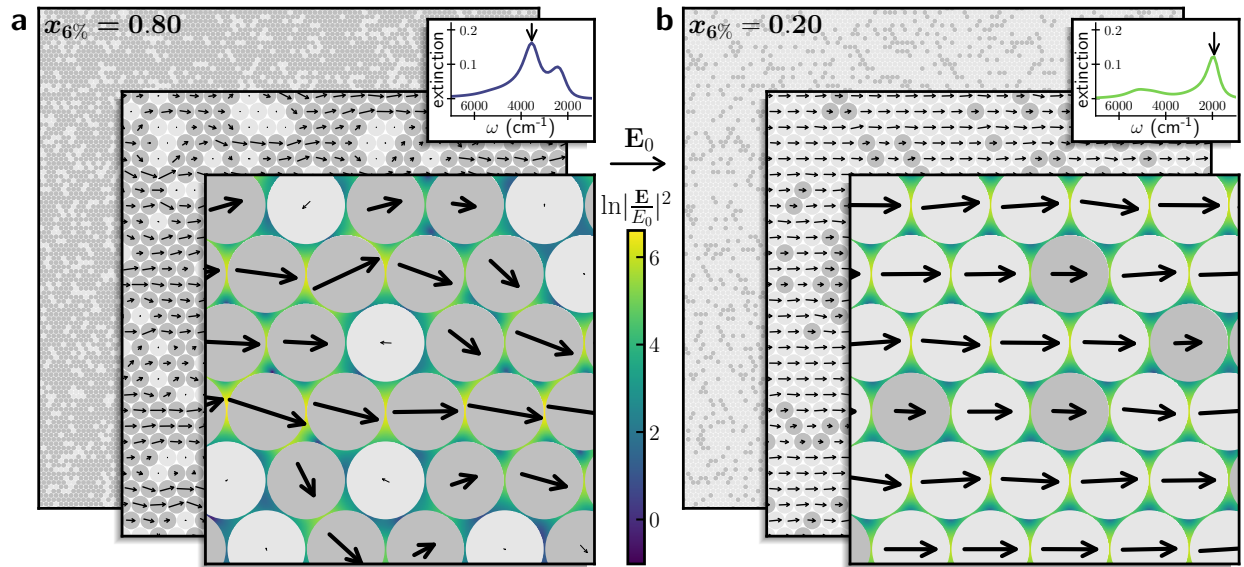 a x₆% = 0.80
0.2
0.1
extinction
6000 4000 2000
ω (cm⁻¹)
E₀
ln|E/E₀|²
6
4
2
0
b x₆% = 0.20
0.2
0.1
extinction
6000 4000 2000
ω (cm⁻¹)